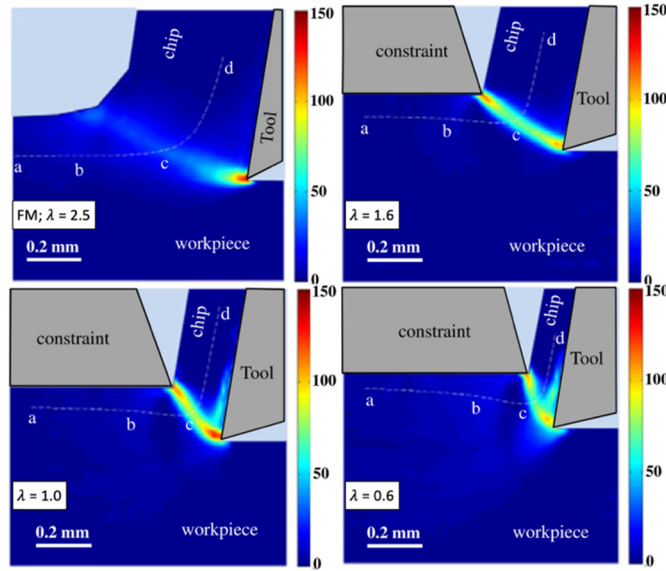 150
100
50
0
chip
d
Tool
a
b
c
FM; λ = 2.5
0.2 mm
workpiece
150
100
50
0
constraint
chip
d
Tool
a
b
c
λ = 1.6
0.2 mm
workpiece
150
100
50
0
constraint
chip
d
Tool
a
b
c
λ = 1.0
0.2 mm
workpiece
150
100
50
0
constraint
chip
d
Tool
a
b
c
λ = 0.6
0.2 mm
workpiece